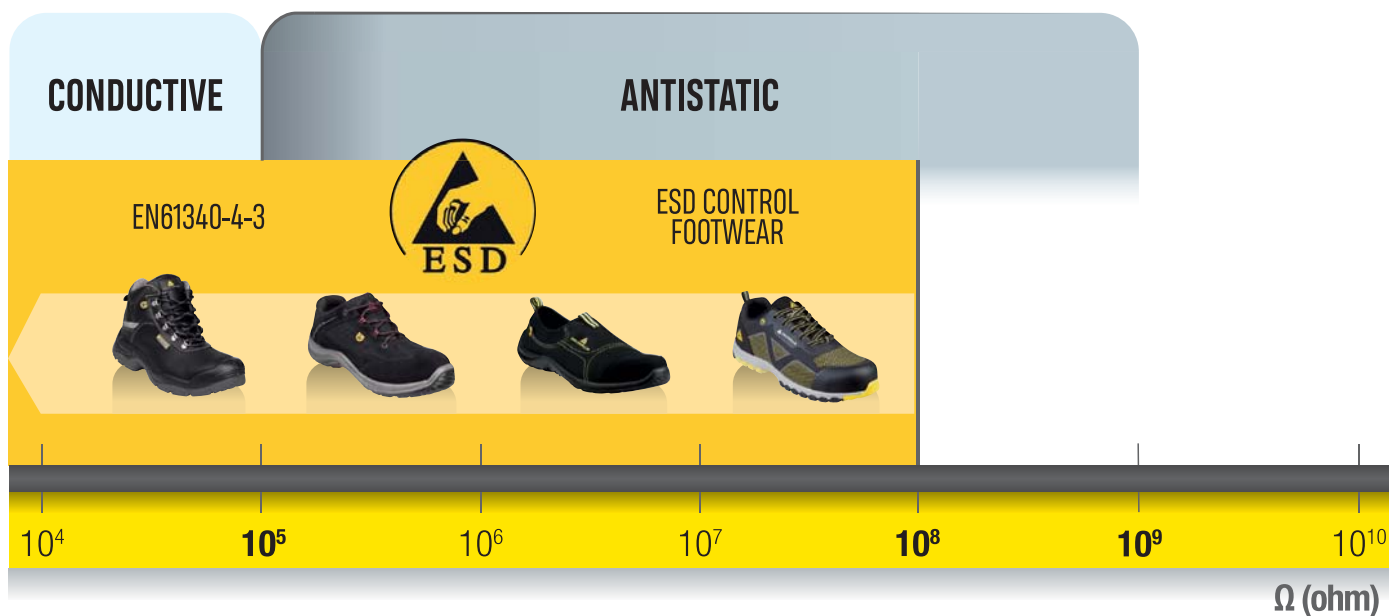 CONDUCTIVE
ANTISTATIC
EN61340-4-3
ESD
ESD CONTROL
FOOTWEAR
10⁴ 10⁵ 10⁶ 10⁷ 10⁸ 10⁹ 10¹⁰
Ω (ohm)